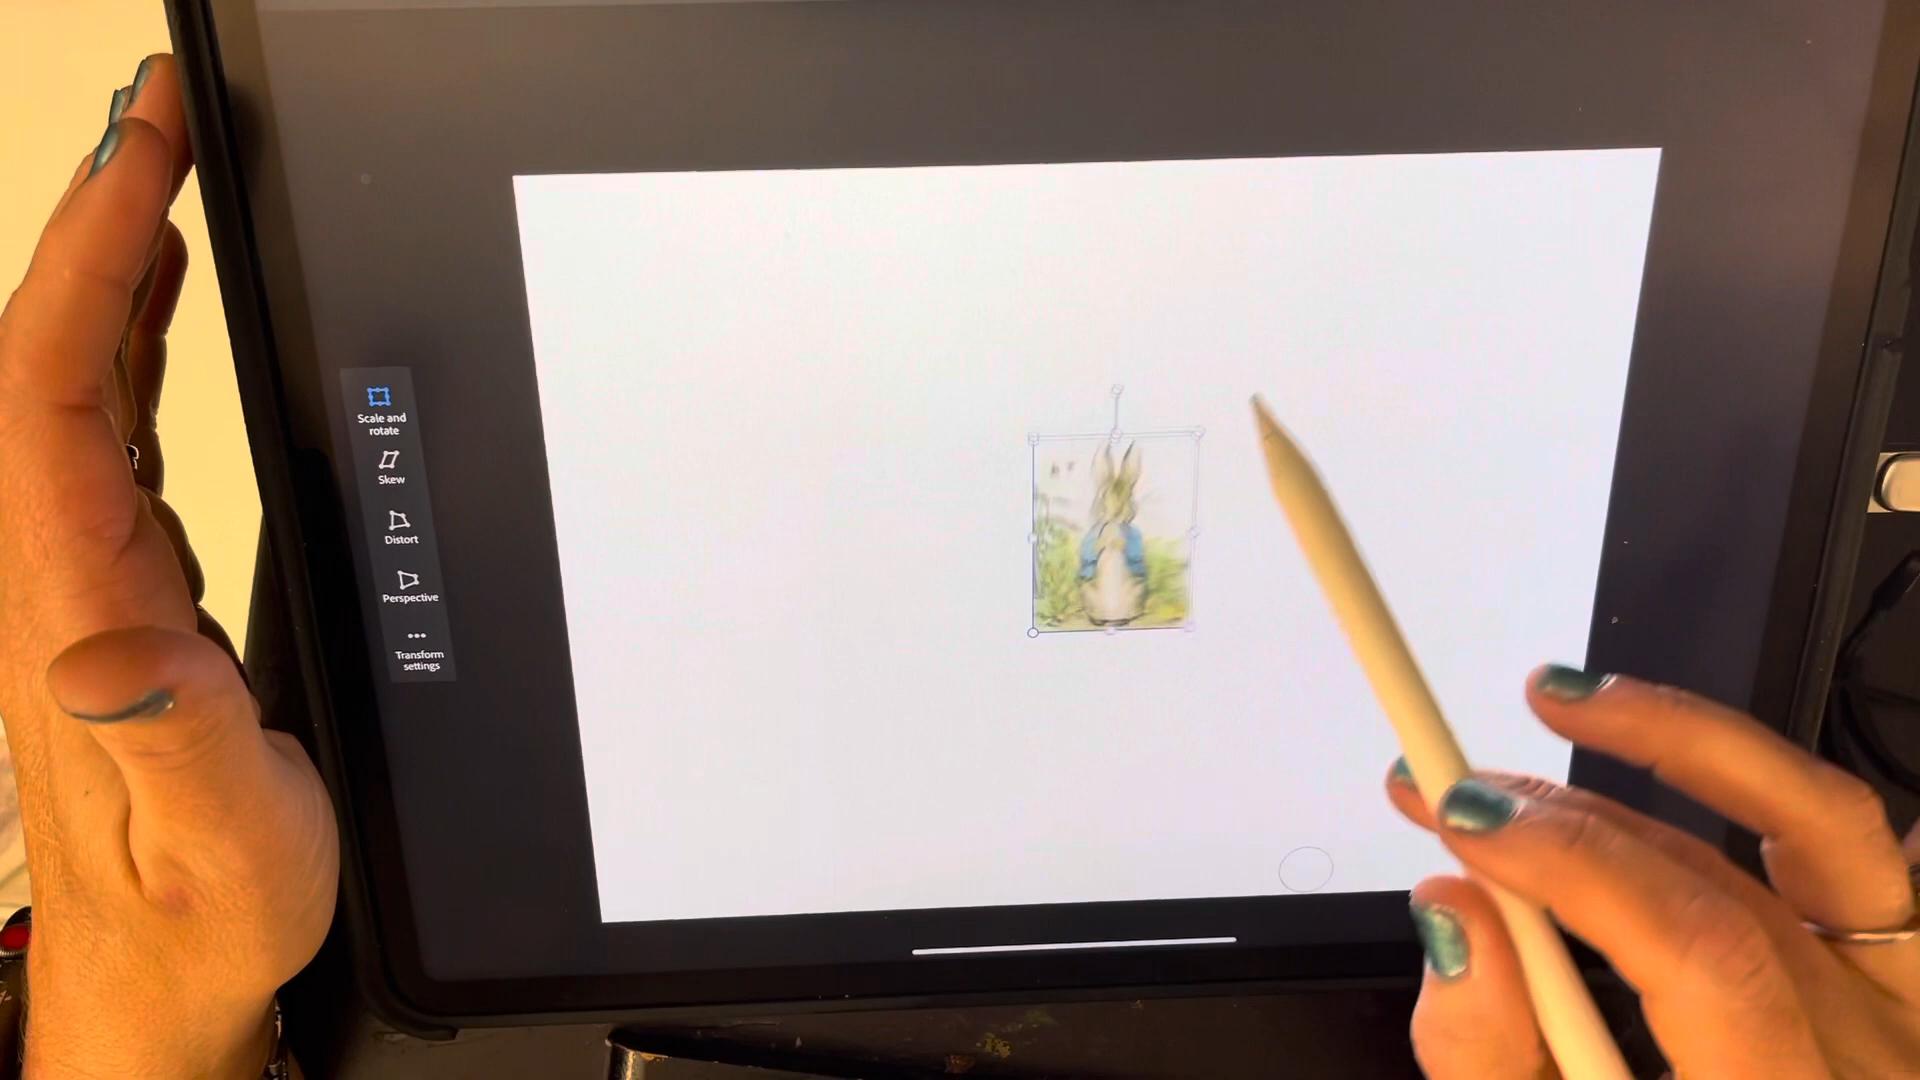 Scale and
rotate
Skew
Distort
Perspective
Transform
settings